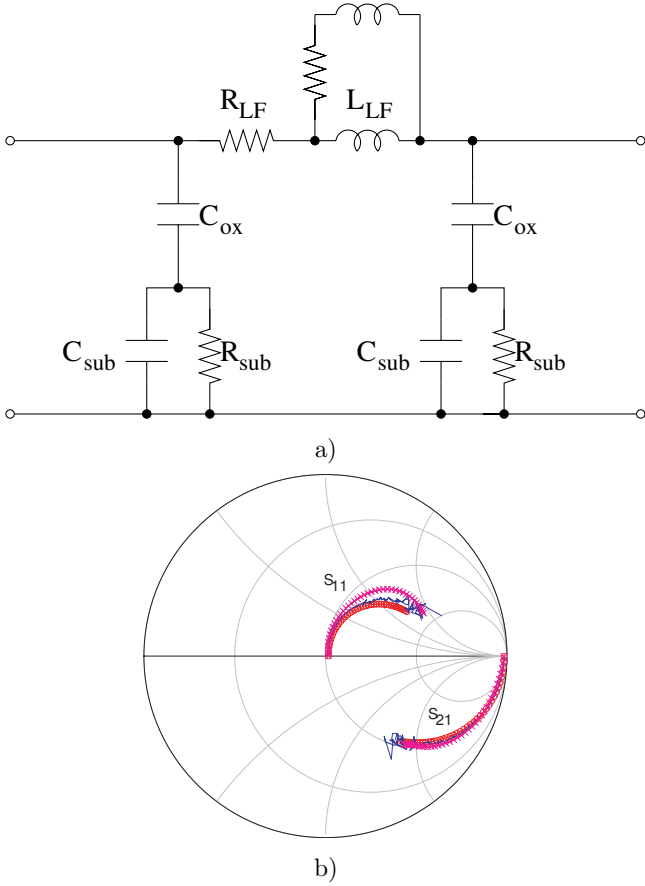 R_LF L_LF
C_ox C_ox
C_sub R_sub C_sub R_sub
a)
S_11
S_21
b)